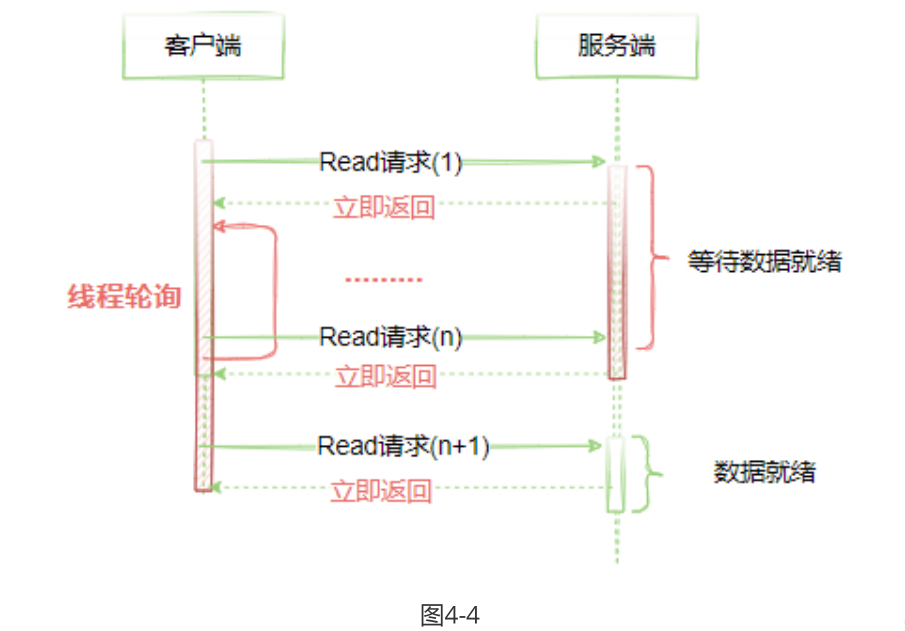 客户端
服务端
Read请求(1)
立即返回
等待数据就绪
线程轮询
Read请求(n)
立即返回
Read请求(n+1)
数据就绪
立即返回
图4-4